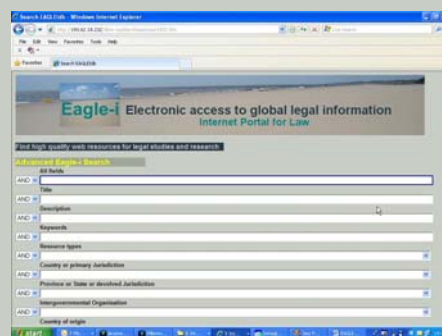 Search EAGLEdb - Windows Internet Explorer
File Edit View Favorites Tools Help
Favorites Search EAGLEdb
Eagle-i Electronic access to global legal information
Internet Portal for Law
Find high quality web resources for legal studies and research
Advanced Eagle-i Search
All fields
AND
Title
AND
Description
AND
Keywords
AND
Resource types
AND
Country or primary Jurisdiction
AND
Province or State or devolved Jurisdiction
AND
Intergovernmental Organisation
AND
Country of origin
start